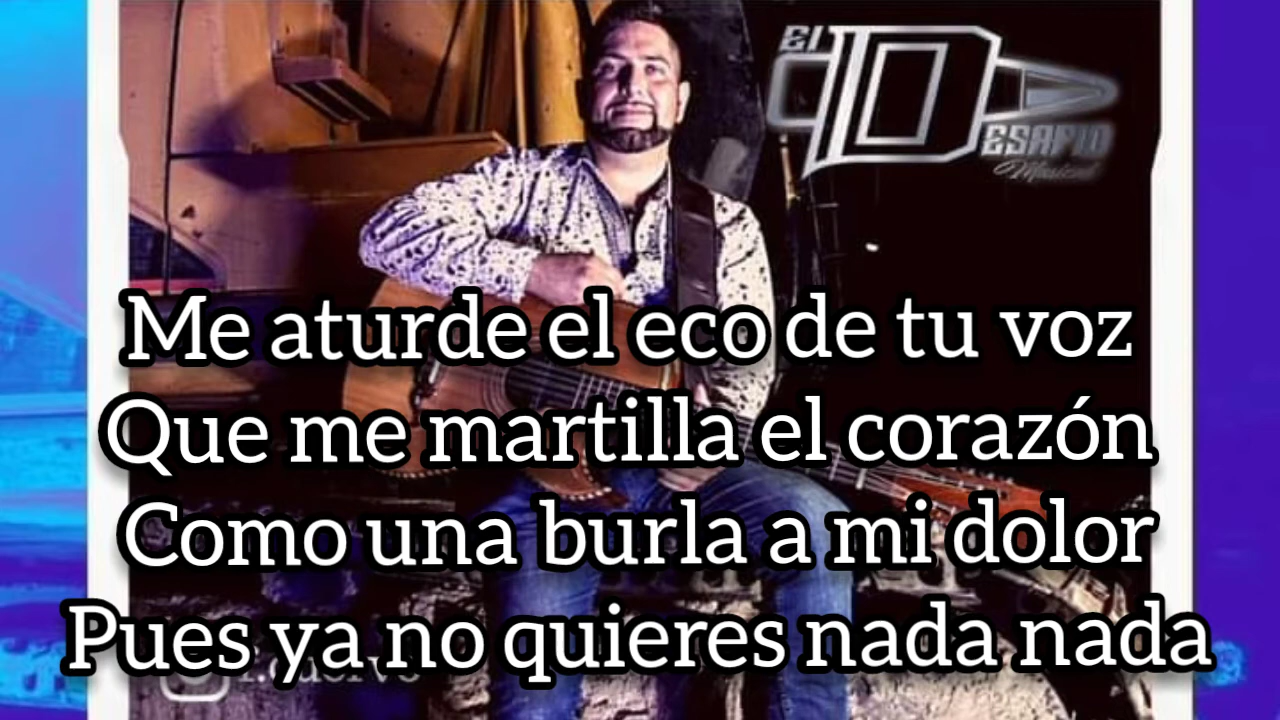 El
DESAFIO
Musical
Me aturde el eco de tu voz
Que me martilla el corazón
Como una burla a mi dolor
Pues ya no quieres nada nada